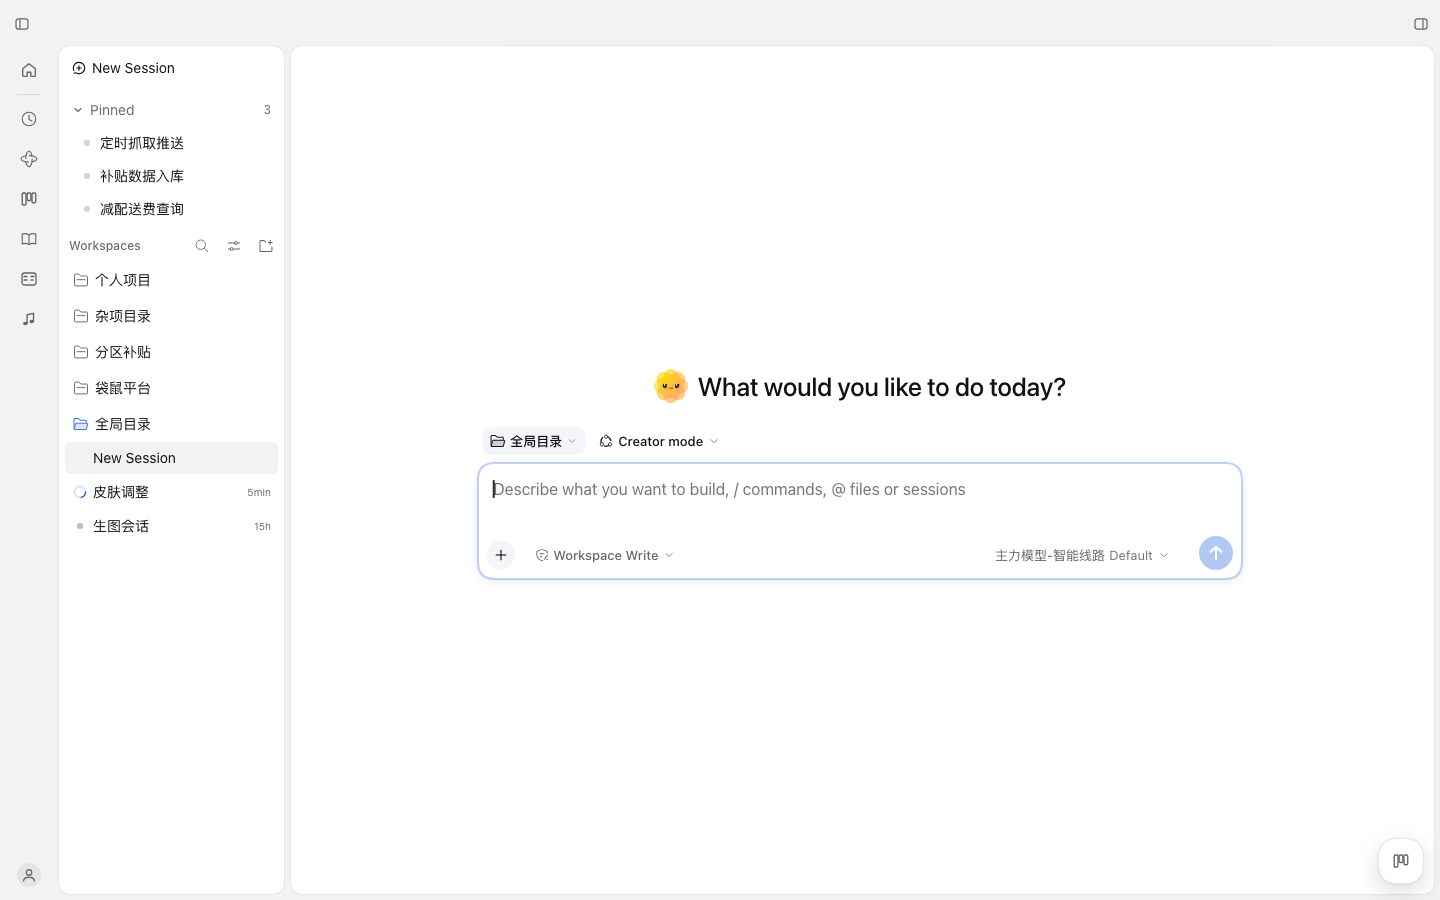 New Session
Pinned 3
定时抓取推送
补贴数据入库
减配送费查询
Workspaces
个人项目
杂项目录
分区补贴
袋鼠平台
全局目录
New Session
皮肤调整 5min
生图会话 15h
What would you like to do today?
全局目录 Creator mode
Describe what you want to build, / commands, @ files or sessions
Workspace Write 主力模型-智能线路 Default